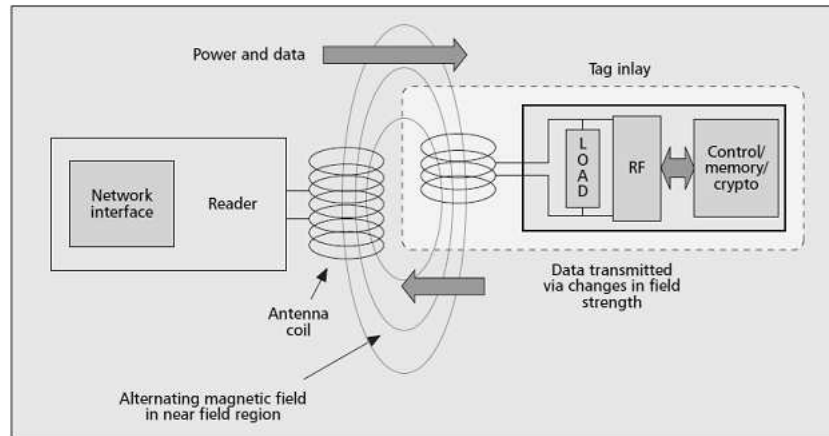 Power and data
Tag inlay
Network
interface
Reader
L
O
A
D
RF
Control/
memory/
crypto
Antenna
coil
Data transmitted
via changes in field
strength
Alternating magnetic field
in near field region